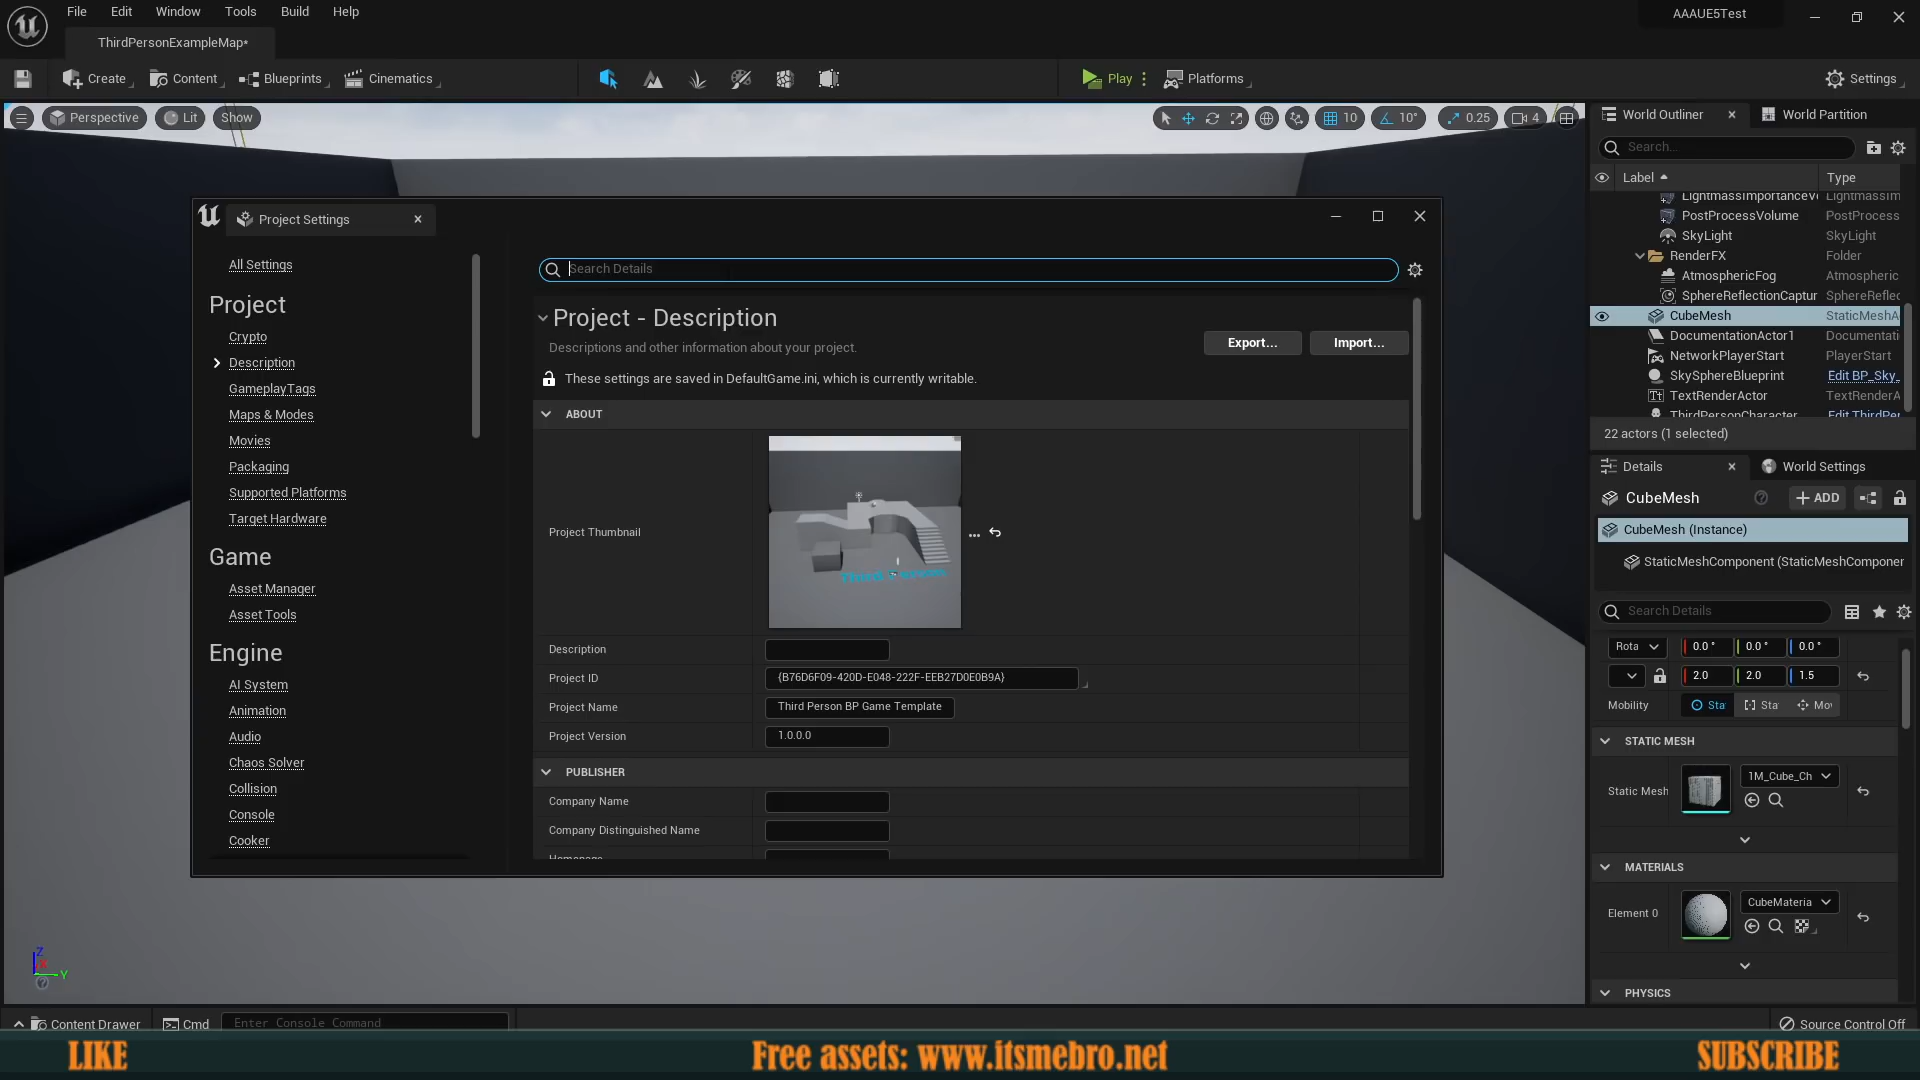 File Edit Window Tools Build Help
AAAUE5Test
ThirdPersonExampleMap*
Create Content Blueprints Cinematics
Play Platforms
Settings
Perspective Lit Show
10 10° 0.25 4
World Outliner
World Partition
Search...
Label Type
LightmassImportanceV Lightmassim
PostProcessVolume PostProcess
SkyLight SkyLight
RenderFX Folder
AtmosphericFog Atmospheric
SphereReflectionCaptur SphereReflec
CubeMesh StaticMeshA
DocumentationActor1 Documentati
NetworkPlayerStart PlayerStart
SkySphereBlueprint Edit BP_Sky_
TextRenderActor TextRenderA
ThirdPersonCharacter Edit ThirdPer
22 actors (1 selected)
Project Settings
All Settings
Project
Crypto
Description
GameplayTags
Maps & Modes
Movies
Packaging
Supported Platforms
Target Hardware
Game
Asset Manager
Asset Tools
Engine
AI System
Animation
Audio
Chaos Solver
Collision
Console
Cooker
Search Details
Project - Description
Descriptions and other information about your project.
Export... Import...
These settings are saved in DefaultGame.ini, which is currently writable.
ABOUT
Project Thumbnail
Third Person
Description
Project ID {B76D6F09-420D-E048-222F-EEB27D0E0B9A}
Project Name Third Person BP Game Template
Project Version 1.0.0.0
PUBLISHER
Company Name
Company Distinguished Name
Homepage
Details
World Settings
CubeMesh
ADD
CubeMesh (Instance)
StaticMeshComponent (StaticMeshComponer
Search Details
Rota 0.0 ° 0.0 ° 0.0 °
2.0 2.0 1.5
Mobility Sta Sta Mov
STATIC MESH
Static Mesh 1M_Cube_Ch
MATERIALS
Element 0 CubeMateria
PHYSICS
Z
X
Y
Content Drawer Cmd Enter Console Command
Source Control Off
LIKE Free assets: www.itsmebro.net SUBSCRIBE